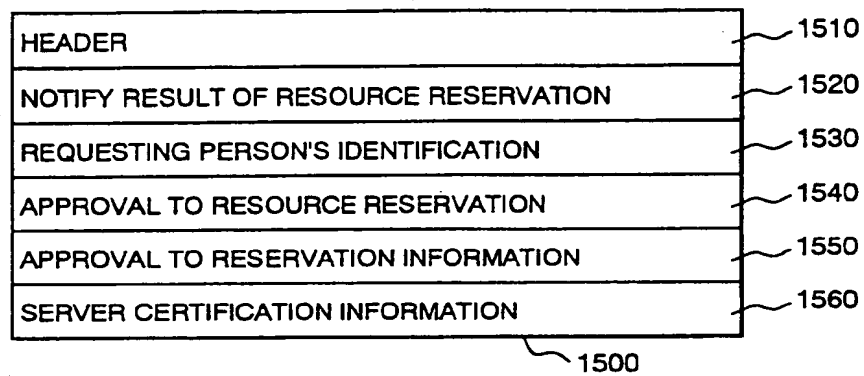 HEADER 1510
NOTIFY RESULT OF RESOURCE RESERVATION 1520
REQUESTING PERSON'S IDENTIFICATION 1530
APPROVAL TO RESOURCE RESERVATION 1540
APPROVAL TO RESERVATION INFORMATION 1550
SERVER CERTIFICATION INFORMATION 1560
1500